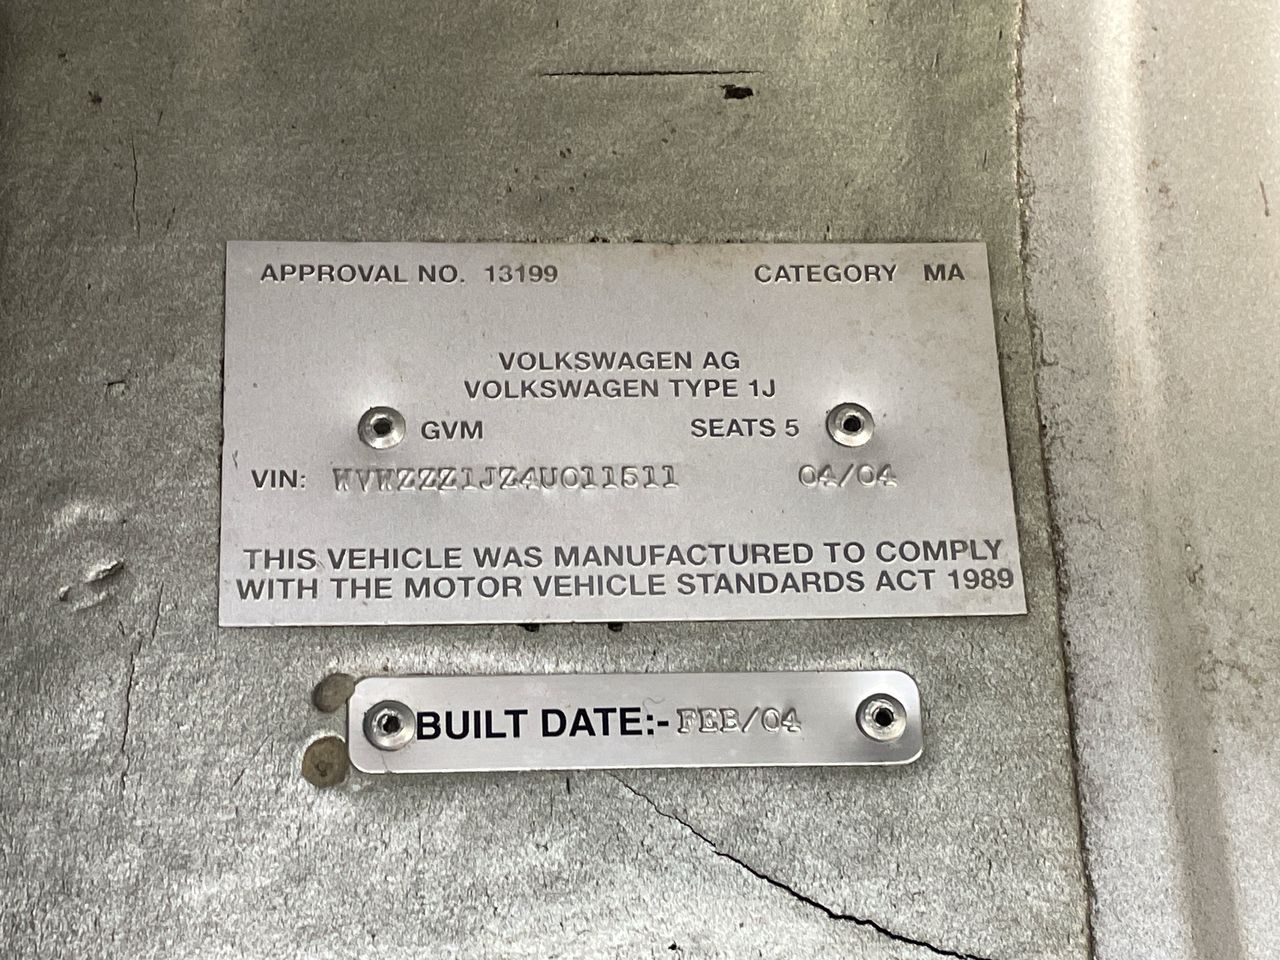 APPROVAL NO. 13199 CATEGORY MA
VOLKSWAGEN AG
VOLKSWAGEN TYPE 1J
GVM SEATS 5
VIN: WVWZZZ1JZ4U011511 04/04
THIS VEHICLE WAS MANUFACTURED TO COMPLY
WITH THE MOTOR VEHICLE STANDARDS ACT 1989
BUILT DATE:- FEB/04